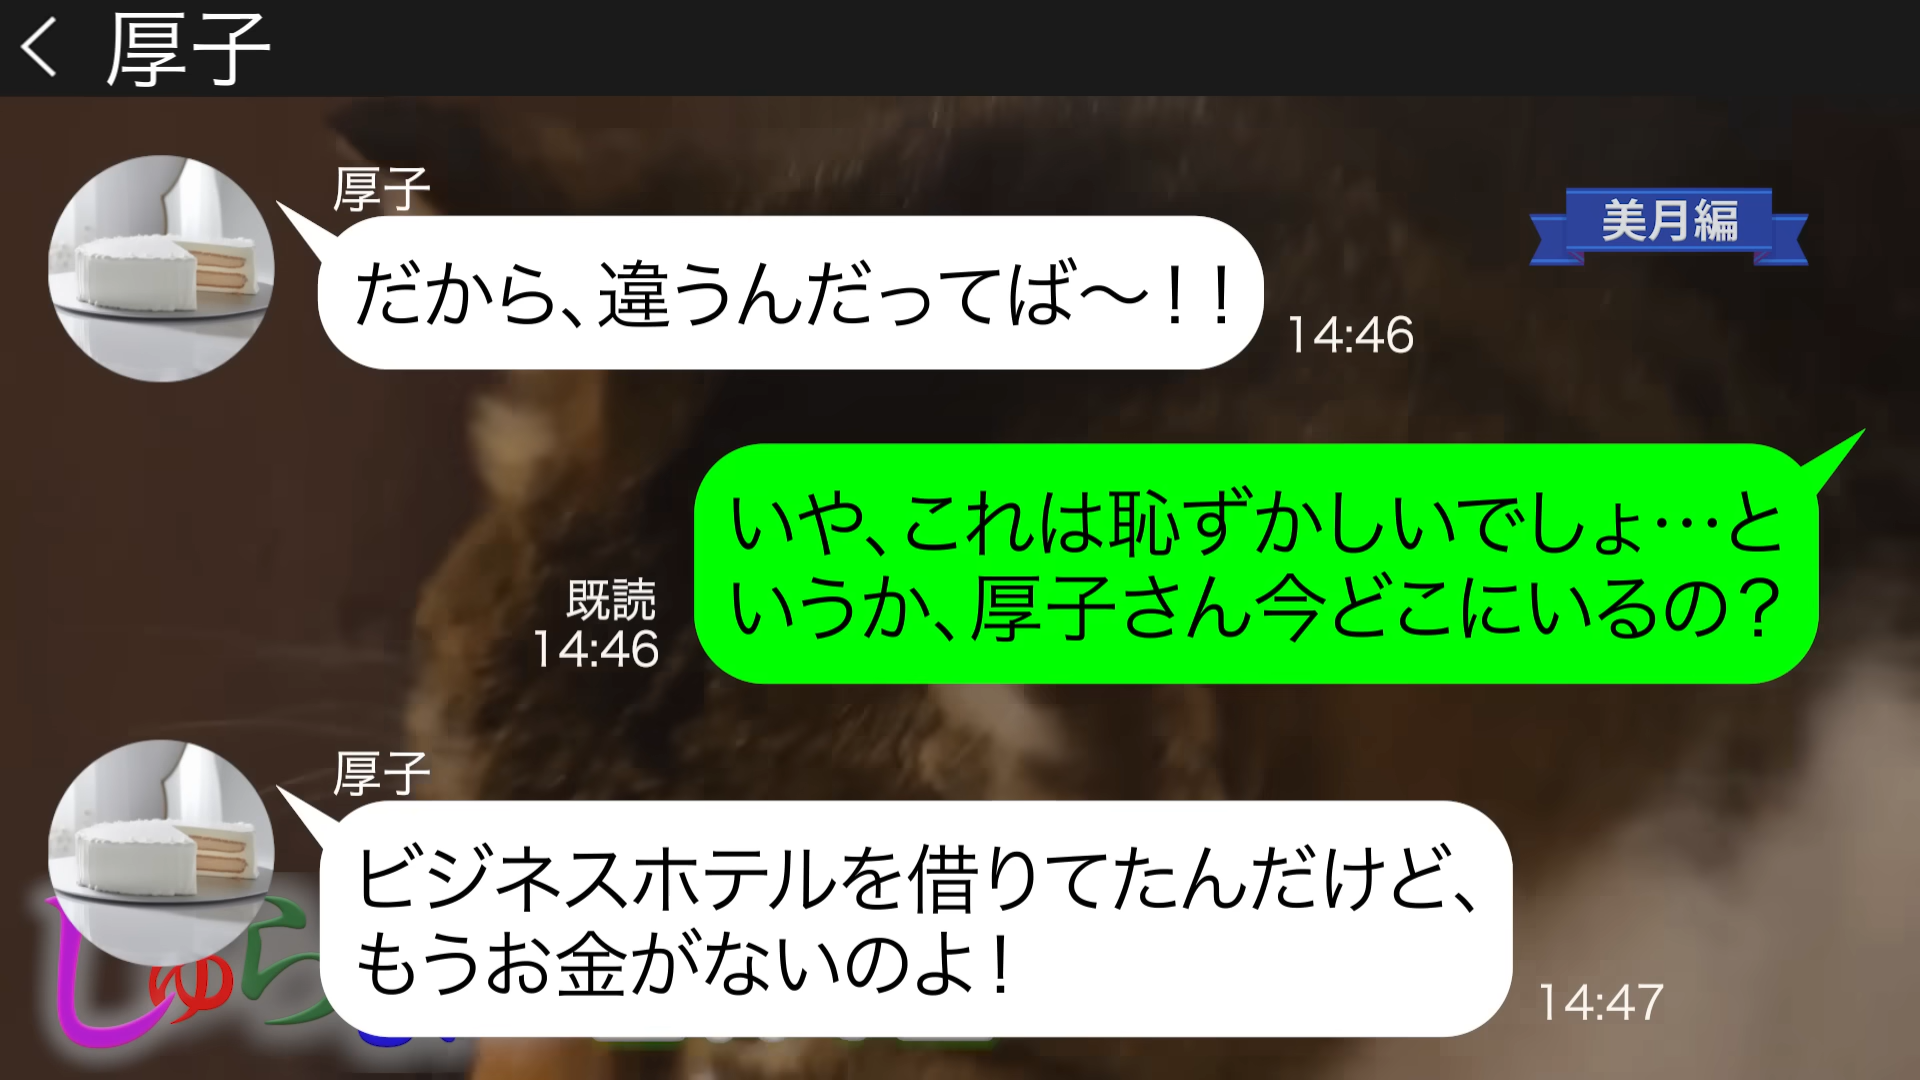 厚子
厚子
美月編
だから、違うんだってば〜！！
14:46
いや、これは恥ずかしいでしょ…と
いうか、厚子さん今どこにいるの？
既読
14:46
厚子
ビジネスホテルを借りてたんだけど、
もうお金がないのよ！
14:47
しゅら